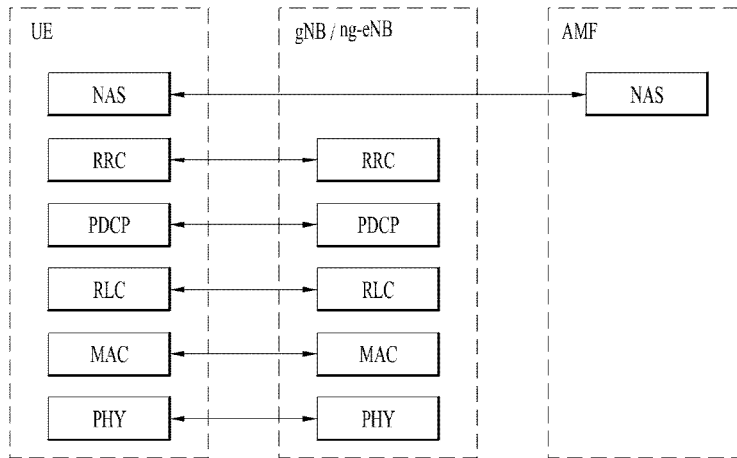 UE
gNB / ng-eNB
AMF
NAS
NAS
RRC
RRC
PDCP
PDCP
RLC
RLC
MAC
MAC
PHY
PHY